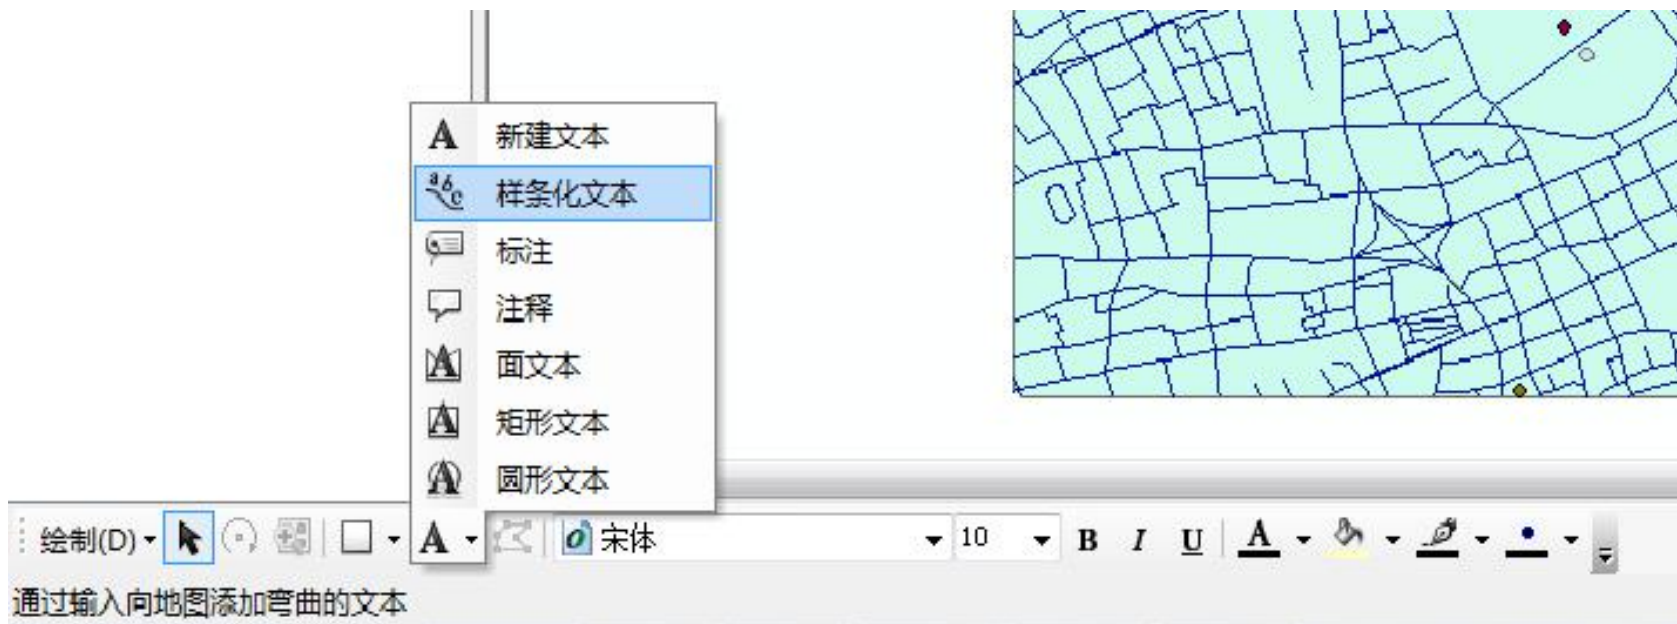 新建文本
样条化文本
标注
注释
面文本
矩形文本
圆形文本
绘制(D) A 宋体 10 B I U A
通过输入向地图添加弯曲的文本